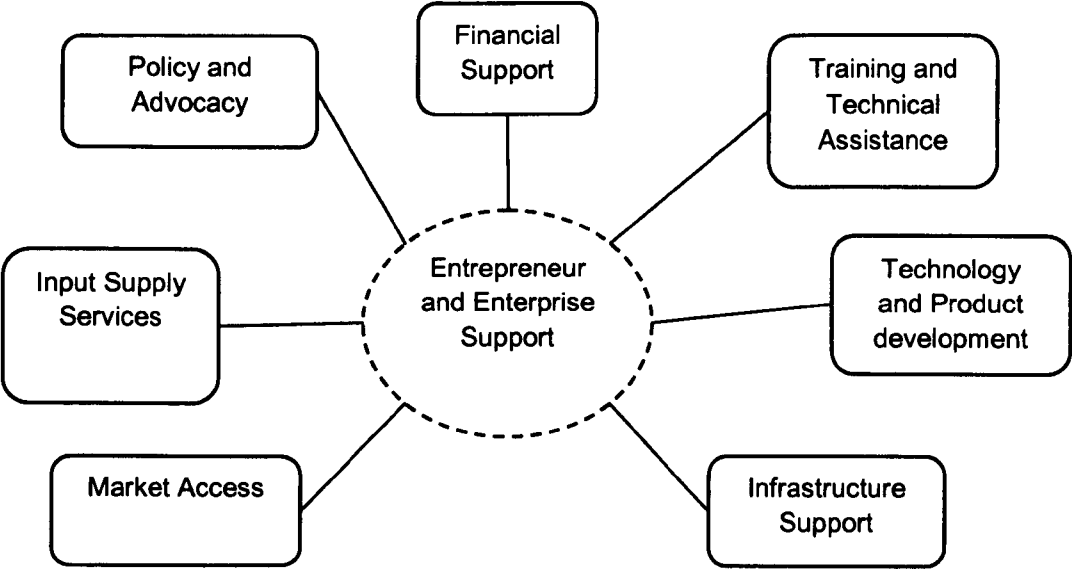 Financial
Support
Policy and
Advocacy
Training and
Technical
Assistance
Entrepreneur
and Enterprise
Support
Input Supply
Services
Technology
and Product
development
Market Access
Infrastructure
Support